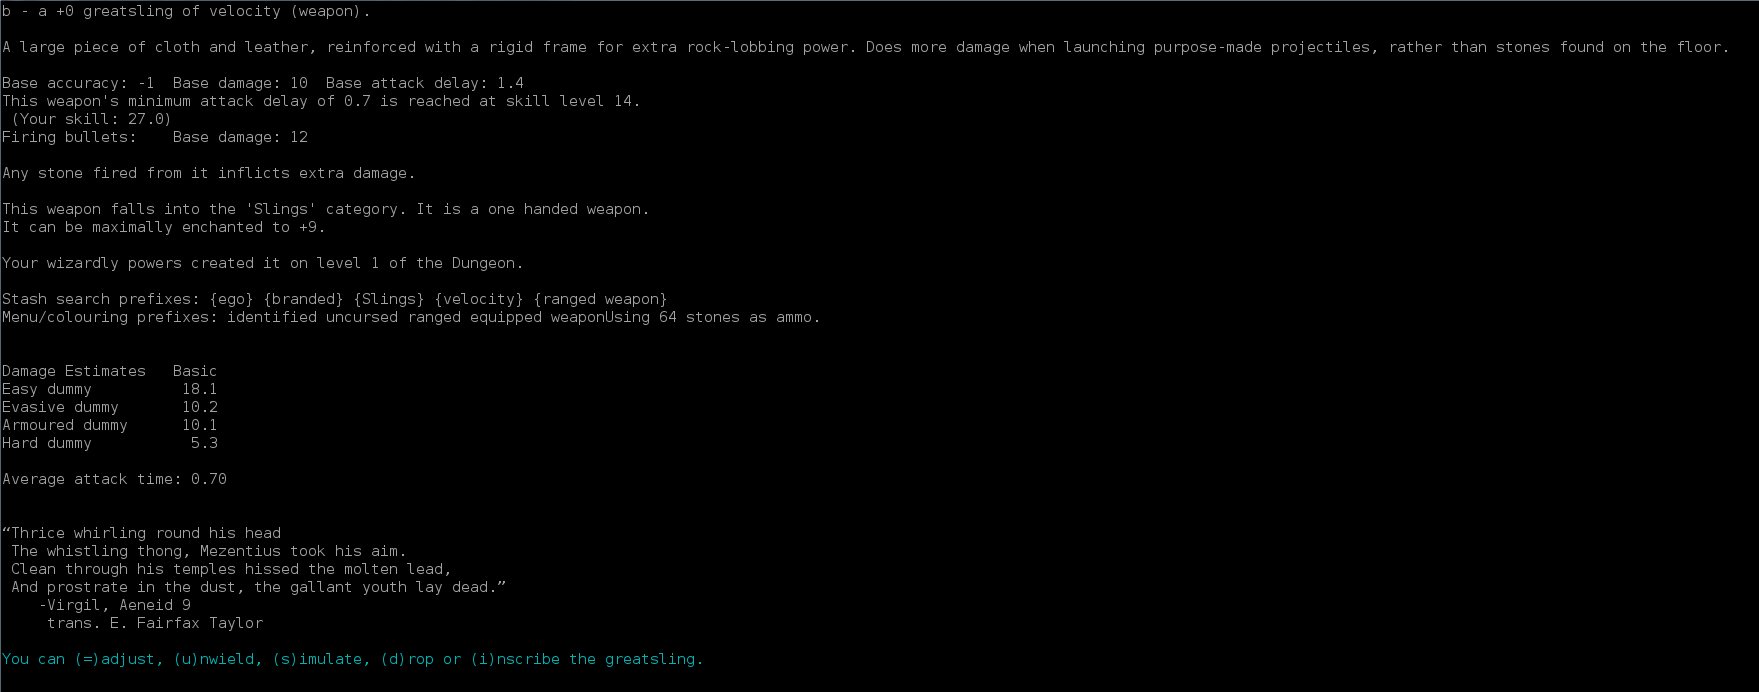 b - a +0 greatsling of velocity (weapon).
A large piece of cloth and leather, reinforced with a rigid frame for extra rock-lobbing power. Does more damage when launching purpose-made projectiles, rather than stones found on the floor.
Base accuracy: -1  Base damage: 10  Base attack delay: 1.4
This weapon's minimum attack delay of 0.7 is reached at skill level 14.
(Your skill: 27.0)
Firing bullets:    Base damage: 12
Any stone fired from it inflicts extra damage.
This weapon falls into the 'Slings' category. It is a one handed weapon.
It can be maximally enchanted to +9.
Your wizardly powers created it on level 1 of the Dungeon.
Stash search prefixes: {ego} {branded} {Slings} {velocity} {ranged weapon}
Menu/colouring prefixes: identified uncursed ranged equipped weaponUsing 64 stones as ammo.
Damage Estimates   Basic
Easy dummy          18.1
Evasive dummy       10.2
Armoured dummy      10.1
Hard dummy           5.3
Average attack time: 0.70
“Thrice whirling round his head
The whistling thong, Mezentius took his aim.
Clean through his temples hissed the molten lead,
And prostrate in the dust, the gallant youth lay dead.”
-Virgil, Aeneid 9
trans. E. Fairfax Taylor
You can (=)adjust, (u)nwield, (s)imulate, (d)rop or (i)nscribe the greatsling.